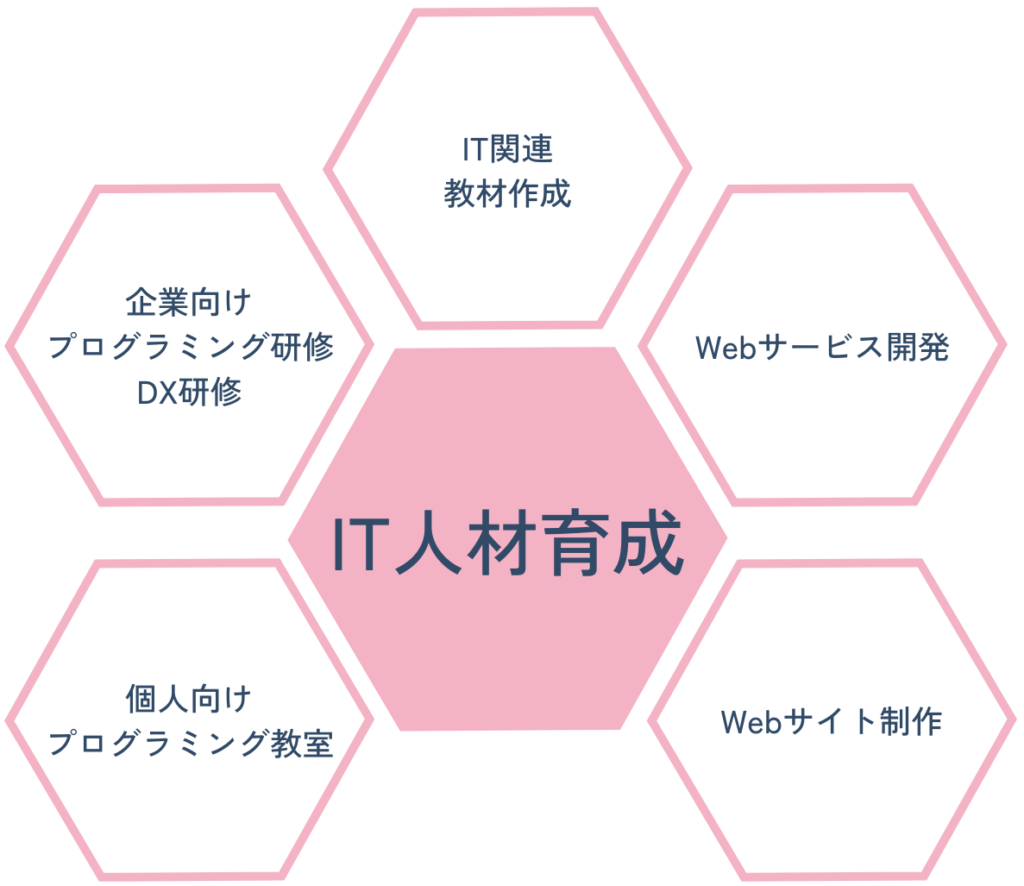 IT関連
教材作成
企業向け
プログラミング研修
DX研修
Webサービス開発
IT人材育成
個人向け
プログラミング教室
Webサイト制作